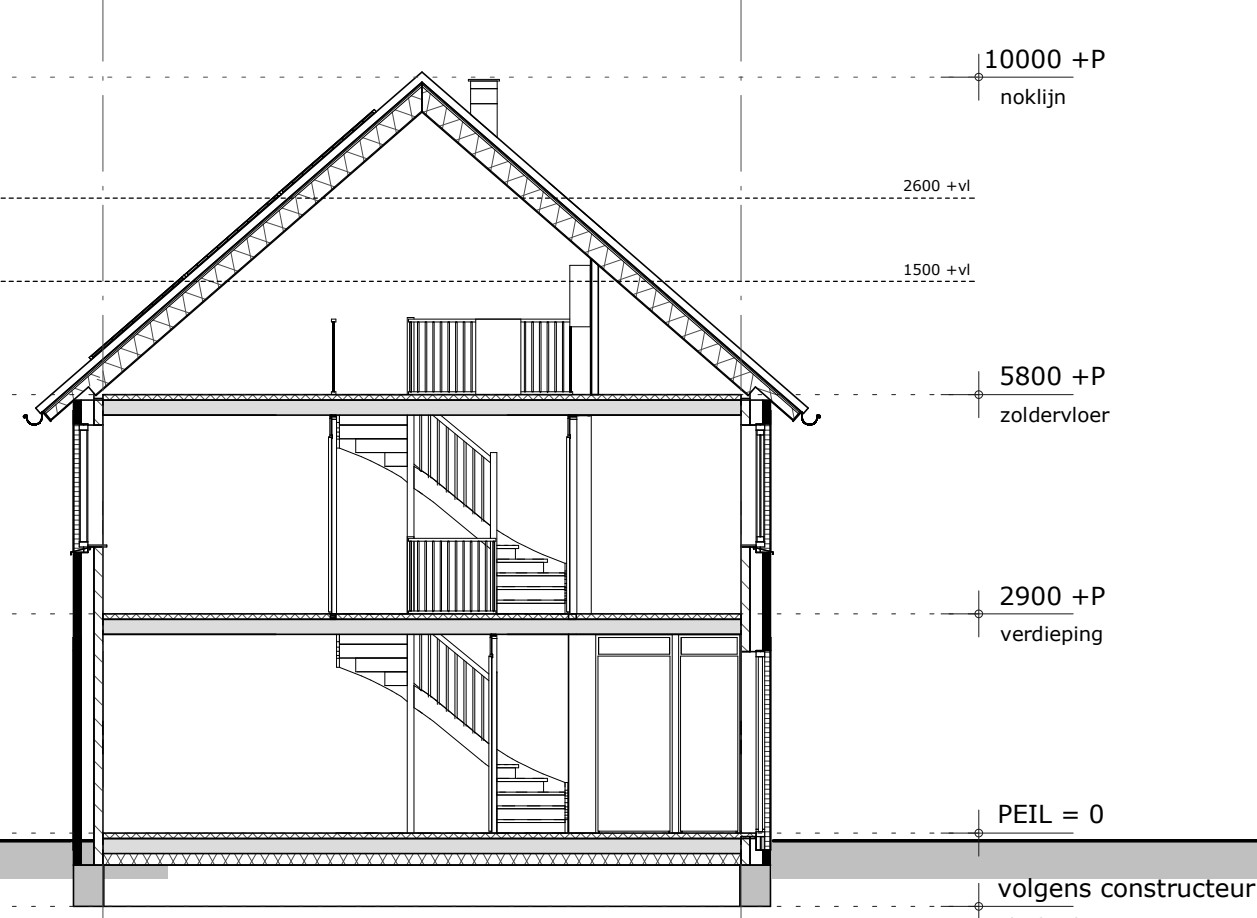 10000 +P
noklijn
2600 +vl
1500 +vl
5800 +P
zoldervloer
2900 +P
verdieping
PEIL = 0
volgens constructeur